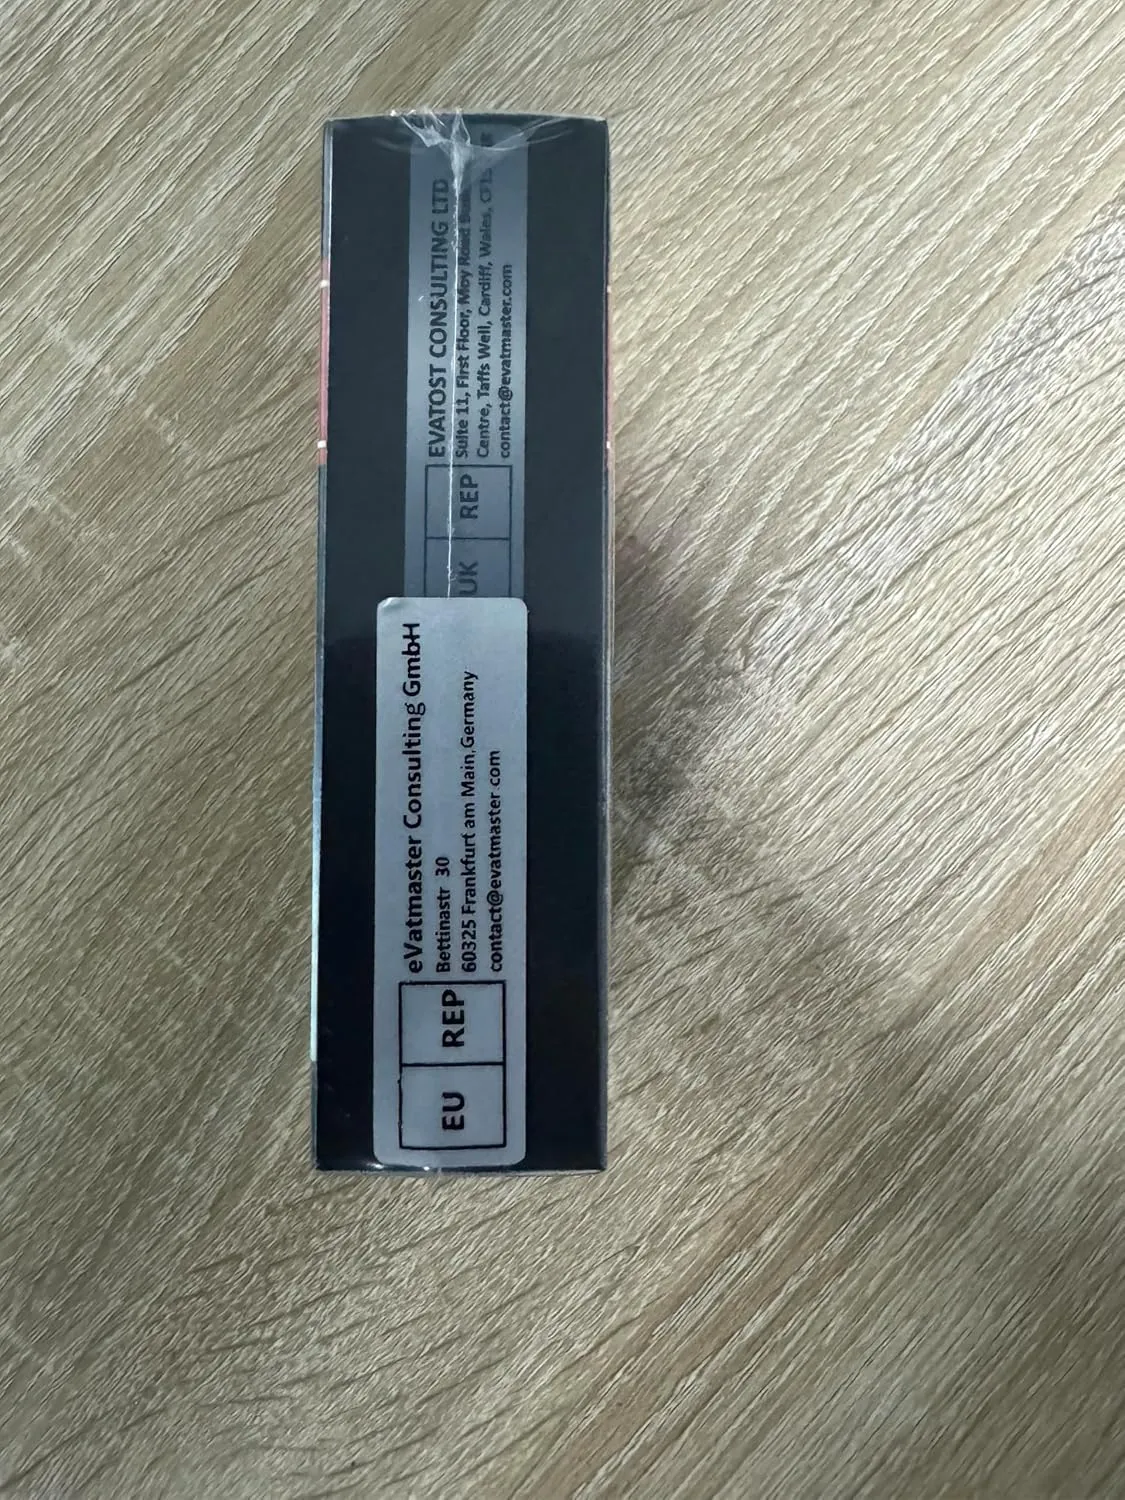 EVATOST CONSULTING LTD
Suite 11, First Floor, Moy Road
Centre, Taffs Well, Cardiff, Wales,
contact@evatmaster.com
UK REP
eVatmaster Consulting GmbH
Bettinastr 30
60325 Frankfurt am Main,Germany
contact@evatmaster.com
EU REP